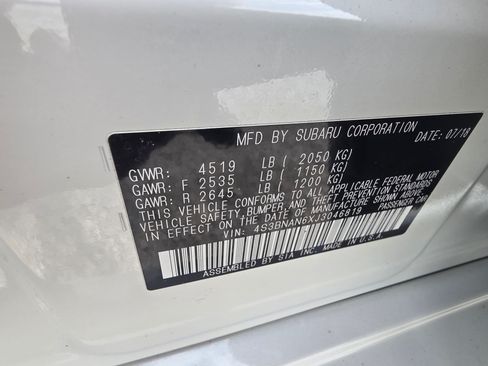 MFD BY SUBARU CORPORATION
DATE: 07/18
GVWR: 4519 LB ( 2050 KG)
GAWR: F 2535 LB ( 1150 KG)
GAWR: R 2645 LB ( 1200 KG)
THIS VEHICLE CONFORMS TO ALL APPLICABLE FEDERAL MOTOR
VEHICLE SAFETY, BUMPER, AND THEFT PREVENTION STANDARDS
IN EFFECT ON THE DATE OF MANUFACTURE SHOWN ABOVE.
VIN: 4S3BNAN6XJ3046819 PASSENGER CAR
ASSEMBLED BY SIA INC. MADE IN U.S.A.